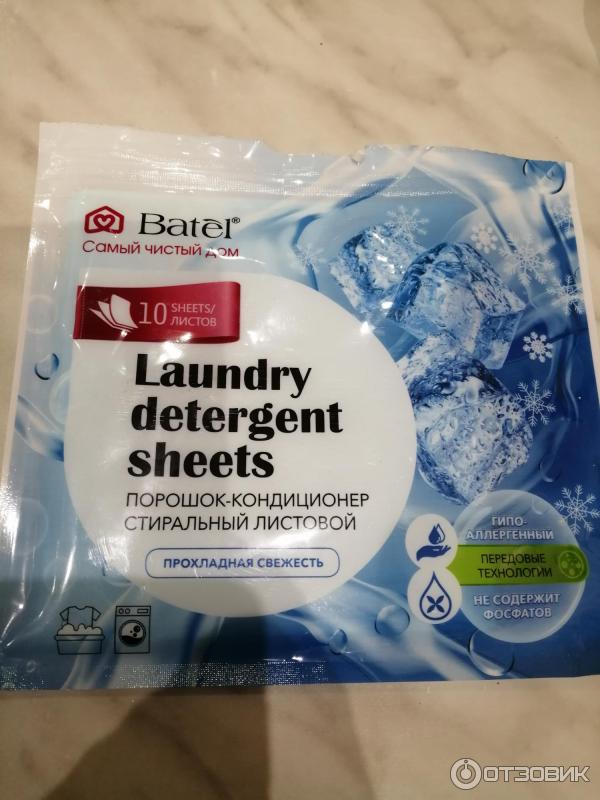 Batel®
Самый чистый дом
10 SHEETS/
ЛИСТОВ
Laundry
detergent
sheets
ПОРОШОК-КОНДИЦИОНЕР
СТИРАЛЬНЫЙ ЛИСТОВОЙ
ПРОХЛАДНАЯ СВЕЖЕСТЬ
ГИПО-
АЛЛЕРГЕННЫЙ
ПЕРЕДОВЫЕ
ТЕХНОЛОГИИ
НЕ СОДЕРЖИТ
ФОСФАТОВ
ОТЗОВИК